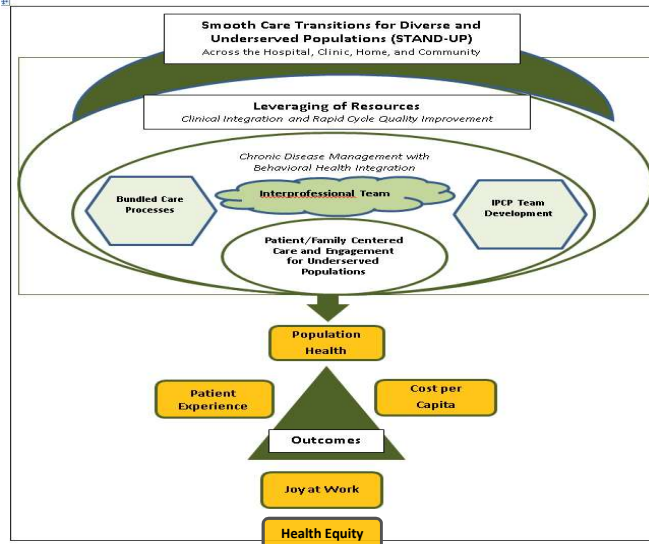 Smooth Care Transitions for Diverse and
Underserved Populations (STAND-UP)
Across the Hospital, Clinic, Home, and Community
Leveraging of Resources
Clinical Integration and Rapid Cycle Quality Improvement
Chronic Disease Management with
Behavioral Health Integration
Bundled Care
Processes
Interprofessional Team
IPCP Team
Development
Patient/Family Centered
Care and Engagement
for Underserved
Populations
Population
Health
Patient
Experience
Cost per
Capita
Outcomes
Joy at Work
Health Equity